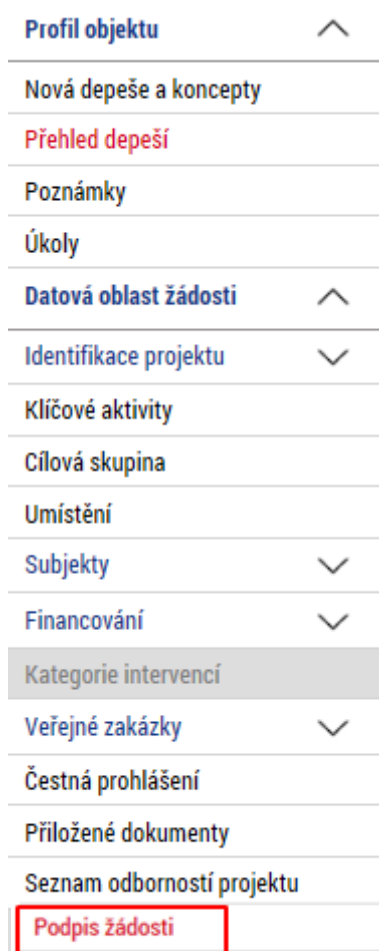 Profil objektu
Nová depeše a koncepty
Přehled depeší
Poznámky
Úkoly
Datová oblast žádosti
Identifikace projektu
Klíčové aktivity
Cílová skupina
Umístění
Subjekty
Financování
Kategorie intervencí
Veřejné zakázky
Čestná prohlášení
Přiložené dokumenty
Seznam odborností projektu
Podpis žádosti